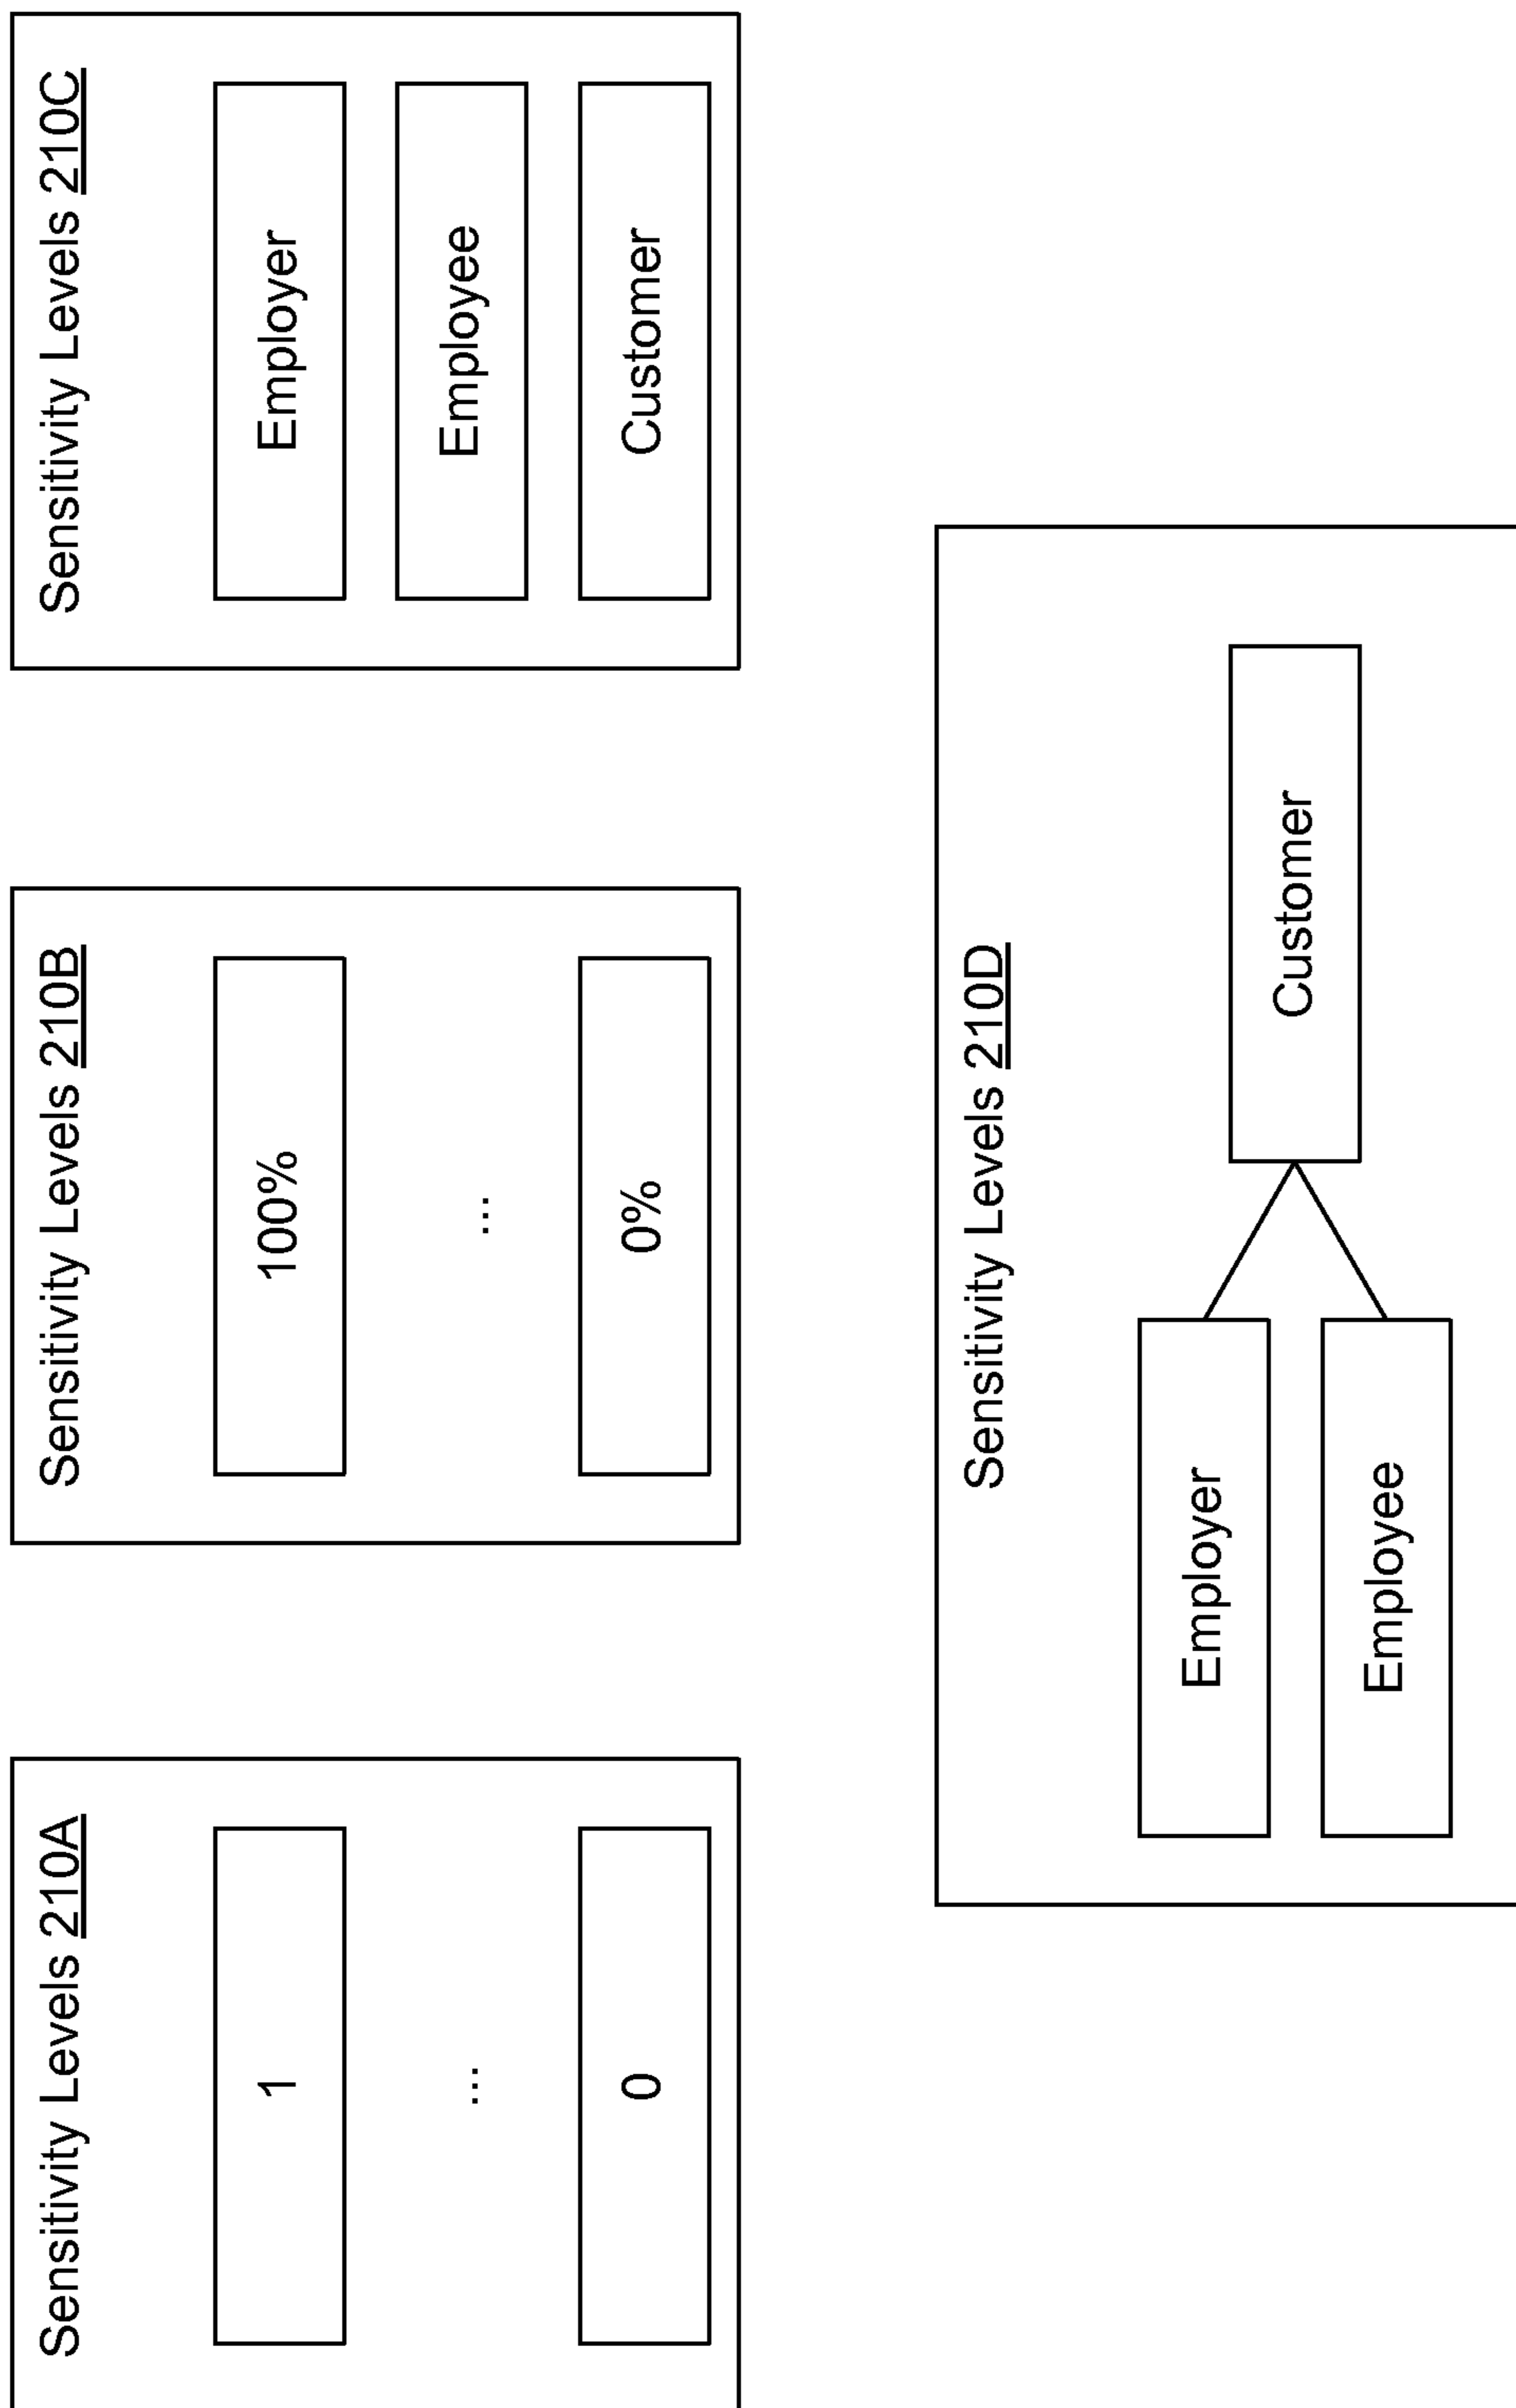 Sensitivity Levels 210A
1
...
0
Sensitivity Levels 210B
100%
...
0%
Sensitivity Levels 210C
Employer
Employee
Customer
Sensitivity Levels 210D
Employer
Employee
Customer